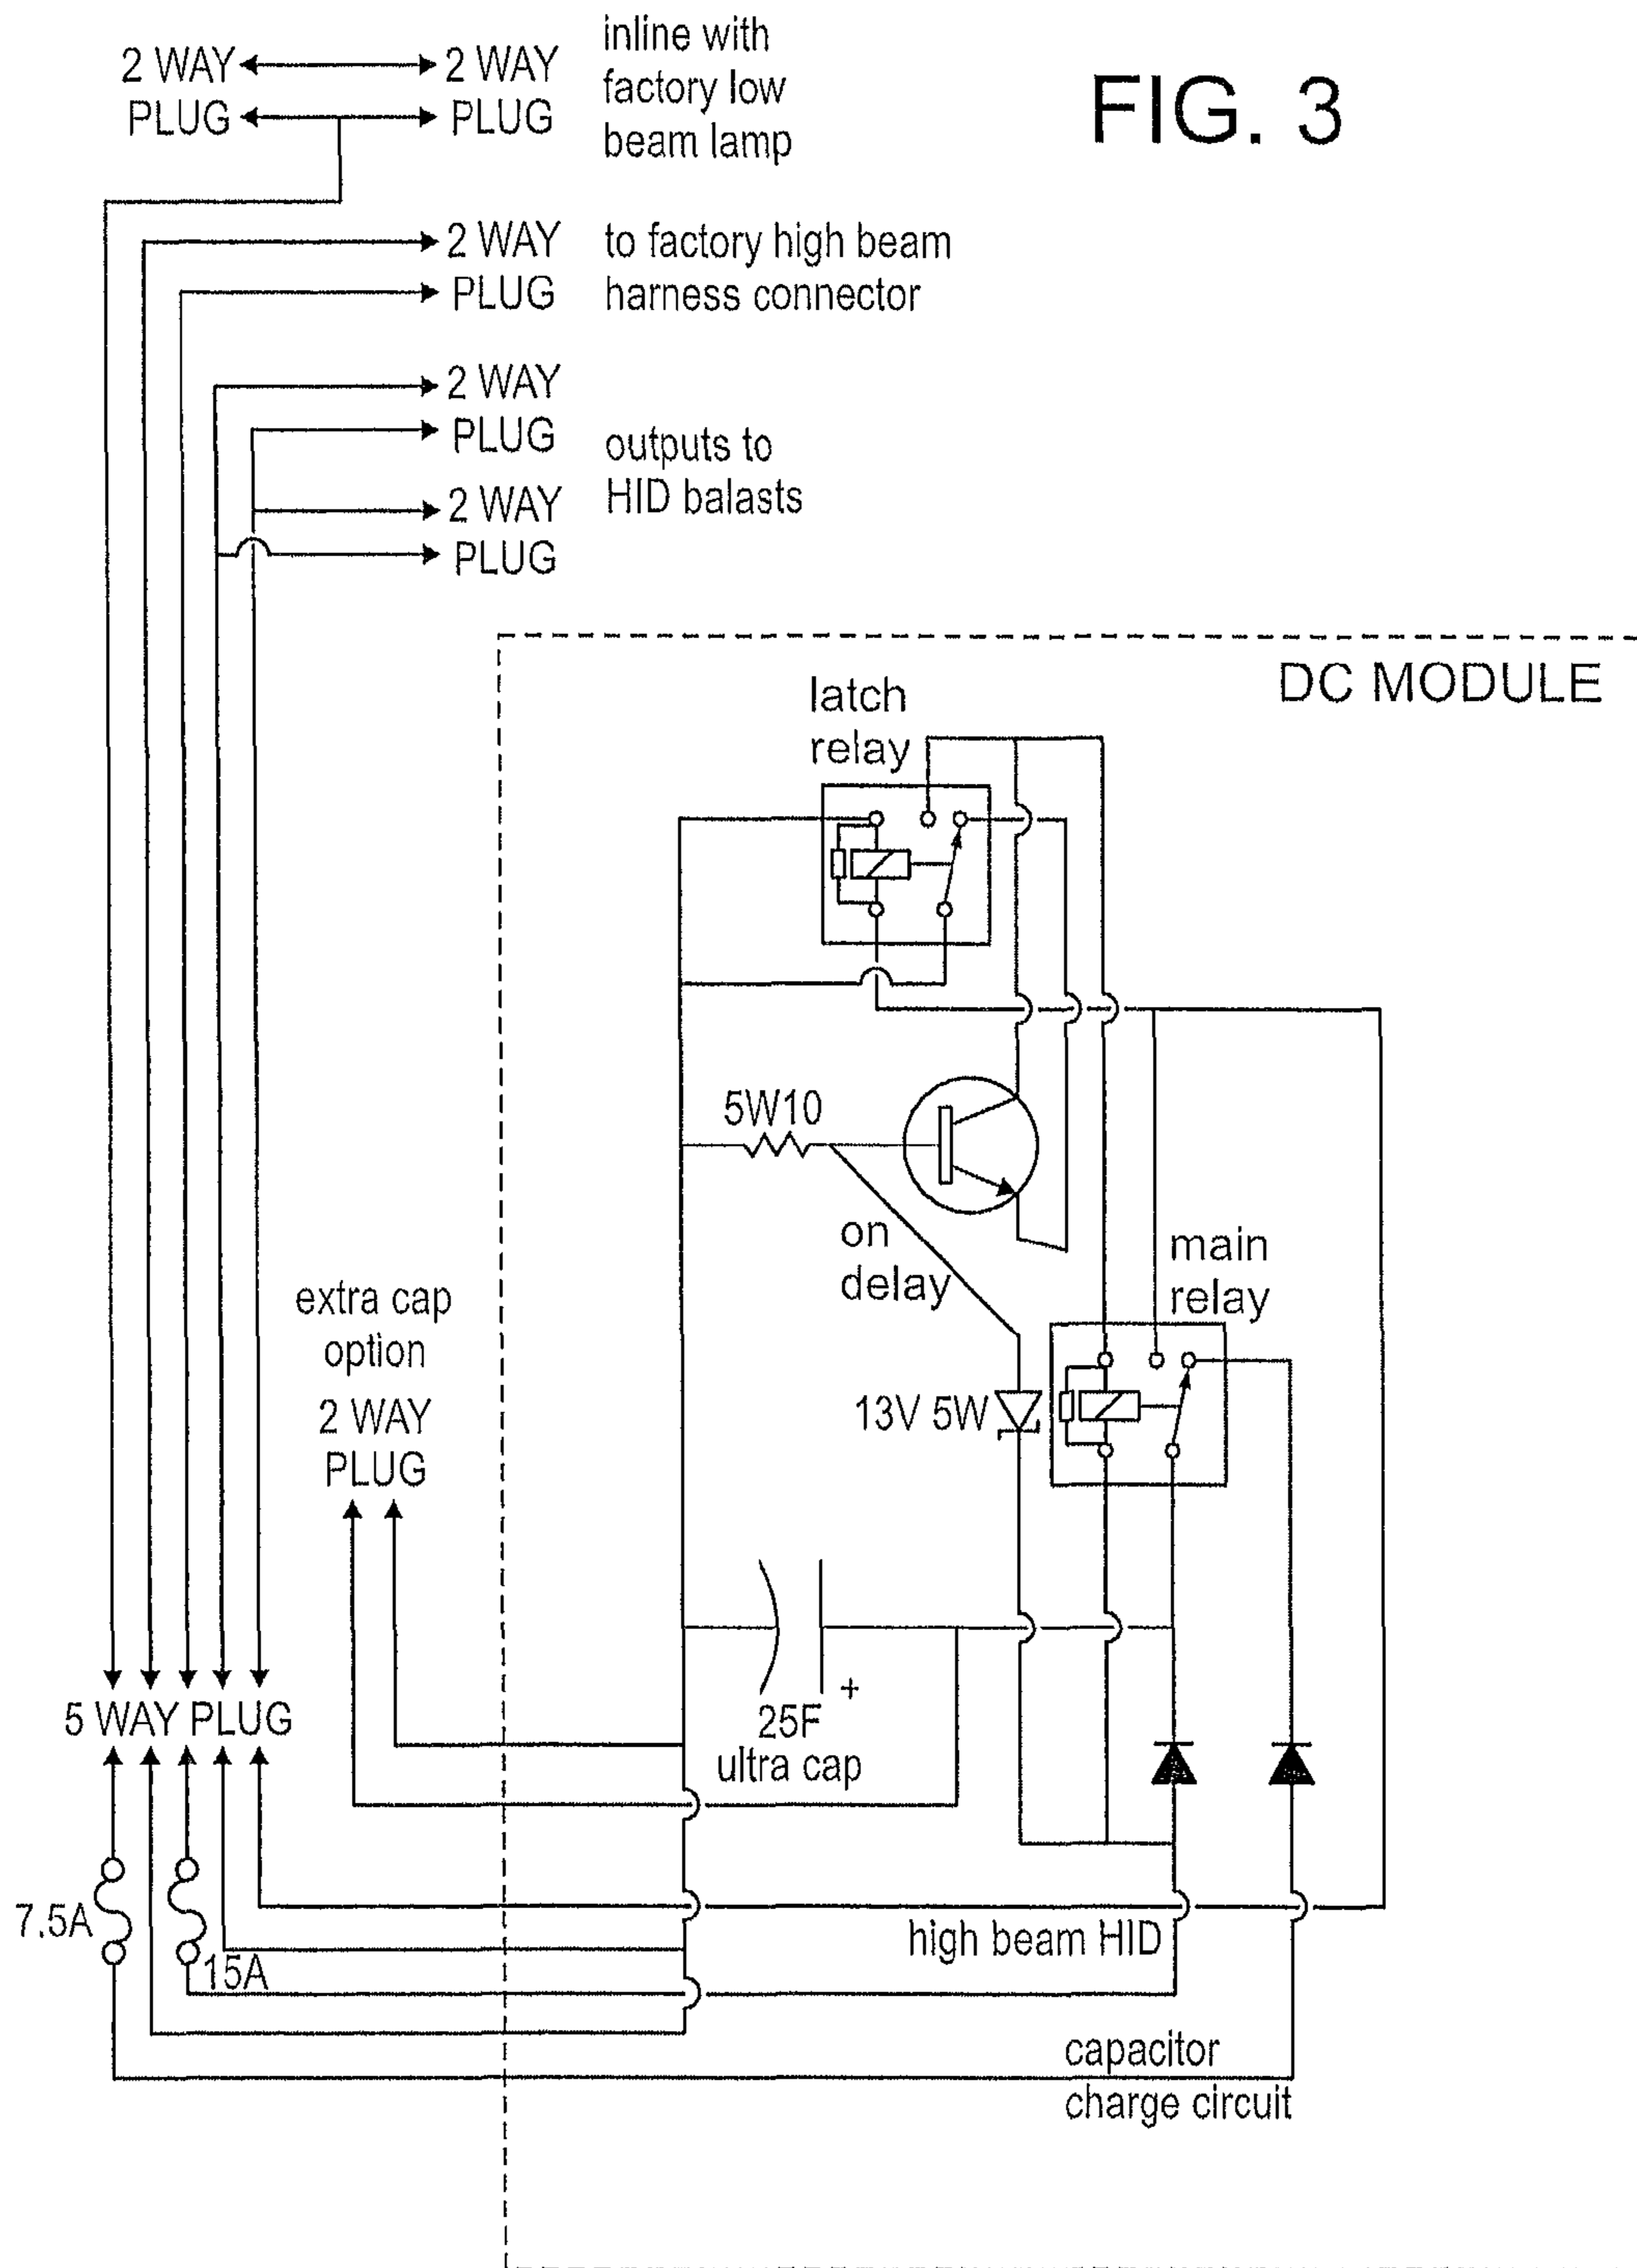 FIG. 3
2 WAY 2 WAY
PLUG PLUG
inline with
factory low
beam lamp
2 WAY
PLUG
to factory high beam
harness connector
2 WAY
PLUG
2 WAY
PLUG
outputs to
HID balasts
DC MODULE
latch
relay
5W10
on
delay
main
relay
extra cap
option
2 WAY
PLUG
13V 5W
5 WAY PLUG
+
25F
ultra cap
7.5A
15A
high beam HID
capacitor
charge circuit